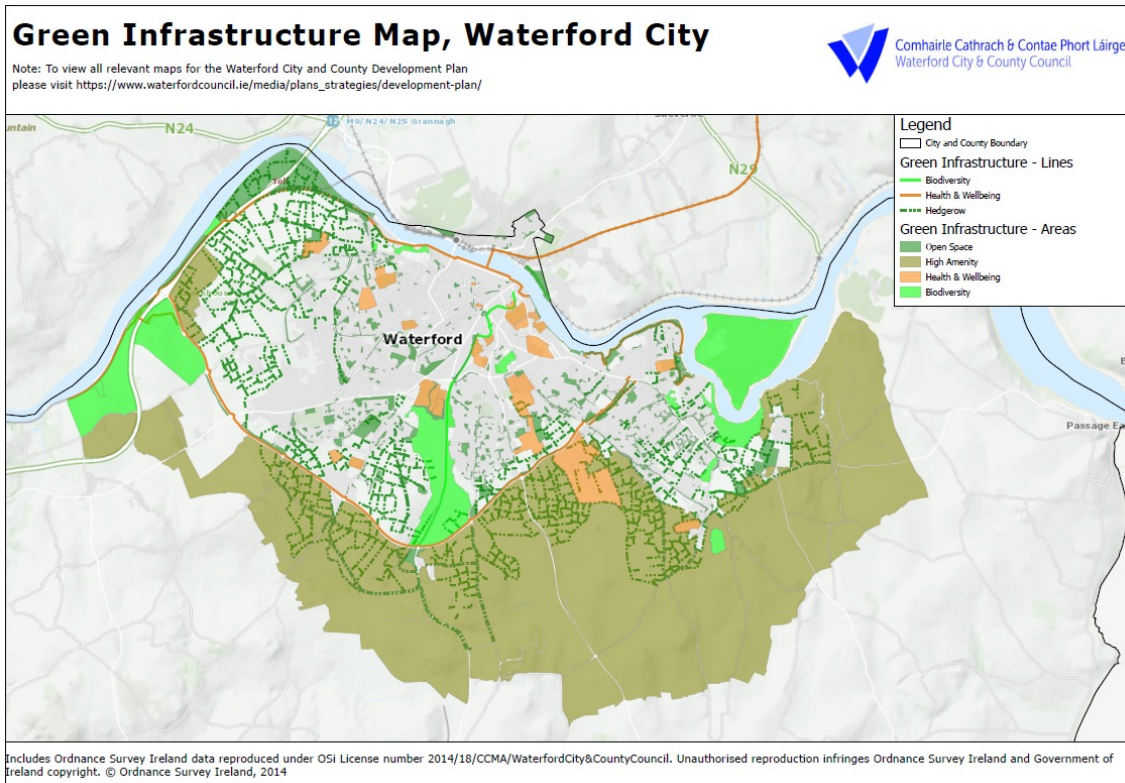 Green Infrastructure Map, Waterford City
Note: To view all relevant maps for the Waterford City and County Development Plan
please visit https://www.waterfordcouncil.ie/media/plans_strategies/development-plan/
Comhairle Cathrach & Contae Phort Láirge
Waterford City & County Council
N24
M9/N24/N25 Grannagh
N29
Legend
City and County Boundary
Green Infrastructure - Lines
Biodiversity
Health & Wellbeing
Hedgerow
Green Infrastructure - Areas
Open Space
High Amenity
Health & Wellbeing
Biodiversity
Waterford
Passage Ea
Includes Ordnance Survey Ireland data reproduced under OSi License number 2014/18/CCMA/WaterfordCity&CountyCouncil. Unauthorised reproduction infringes Ordnance Survey Ireland and Government of
Ireland copyright. © Ordnance Survey Ireland, 2014